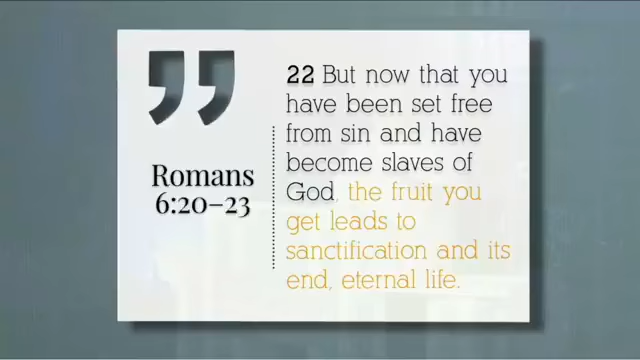 Romans
6:20–23
22 But now that you
have been set free
from sin and have
become slaves of
God, the fruit you
get leads to
sanctification and its
end, eternal life.